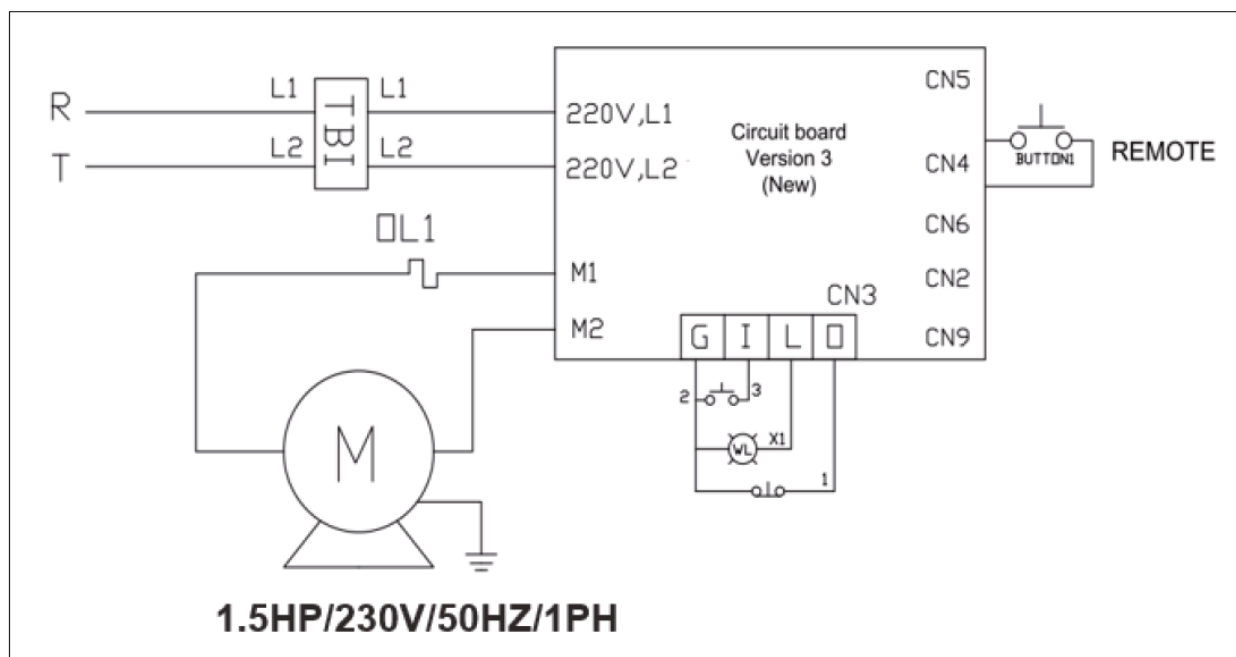 R
L1
L1
T
L2
L2
TBI
220V,L1
220V,L2
OL1
M1
M2
Circuit board
Version 3
(New)
CN5
CN4
CN6
CN2
CN9
CN3
G I L O
BUTTON1
REMOTE
2
3
WL
X1
1
M
1.5HP/230V/50HZ/1PH